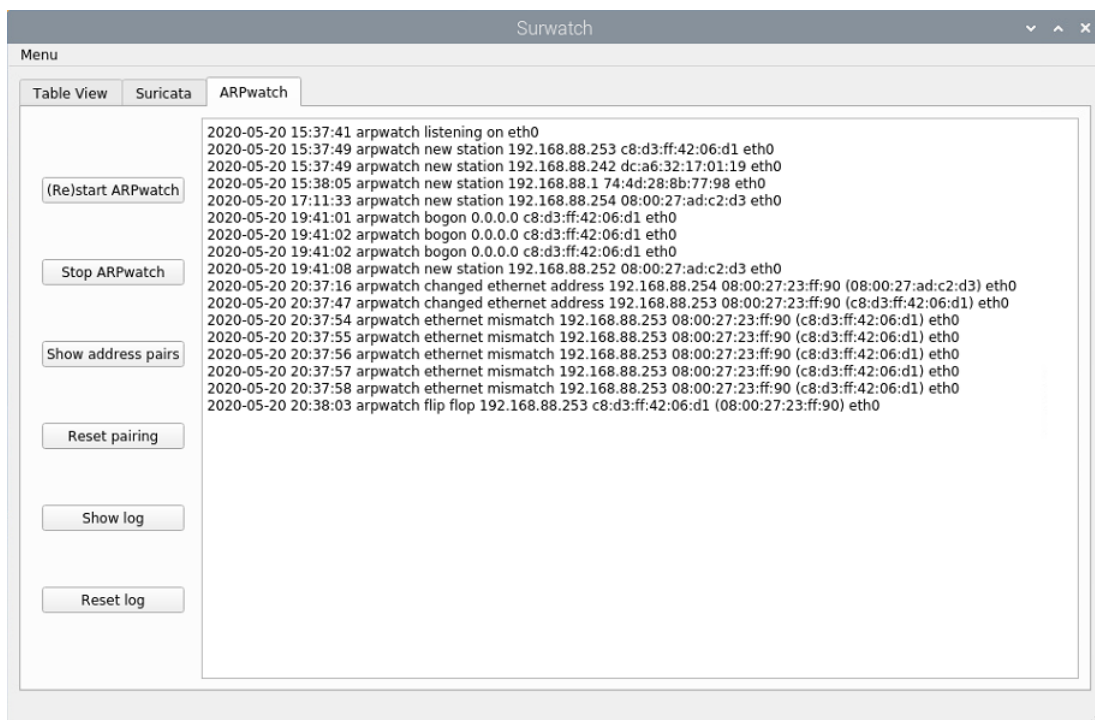 Surwatch
Menu
Table View Suricata ARPwatch
(Re)start ARPwatch
Stop ARPwatch
Show address pairs
Reset pairing
Show log
Reset log
2020-05-20 15:37:41 arpwatch listening on eth0
2020-05-20 15:37:49 arpwatch new station 192.168.88.253 c8:d3:ff:42:06:d1 eth0
2020-05-20 15:37:49 arpwatch new station 192.168.88.242 dc:a6:32:17:01:19 eth0
2020-05-20 15:38:05 arpwatch new station 192.168.88.1 74:4d:28:8b:77:98 eth0
2020-05-20 17:11:33 arpwatch new station 192.168.88.254 08:00:27:ad:c2:d3 eth0
2020-05-20 19:41:01 arpwatch bogon 0.0.0.0 c8:d3:ff:42:06:d1 eth0
2020-05-20 19:41:02 arpwatch bogon 0.0.0.0 c8:d3:ff:42:06:d1 eth0
2020-05-20 19:41:02 arpwatch bogon 0.0.0.0 c8:d3:ff:42:06:d1 eth0
2020-05-20 19:41:08 arpwatch new station 192.168.88.252 08:00:27:ad:c2:d3 eth0
2020-05-20 20:37:16 arpwatch changed ethernet address 192.168.88.254 08:00:27:23:ff:90 (08:00:27:ad:c2:d3) eth0
2020-05-20 20:37:47 arpwatch changed ethernet address 192.168.88.253 08:00:27:23:ff:90 (c8:d3:ff:42:06:d1) eth0
2020-05-20 20:37:54 arpwatch ethernet mismatch 192.168.88.253 08:00:27:23:ff:90 (c8:d3:ff:42:06:d1) eth0
2020-05-20 20:37:55 arpwatch ethernet mismatch 192.168.88.253 08:00:27:23:ff:90 (c8:d3:ff:42:06:d1) eth0
2020-05-20 20:37:56 arpwatch ethernet mismatch 192.168.88.253 08:00:27:23:ff:90 (c8:d3:ff:42:06:d1) eth0
2020-05-20 20:37:57 arpwatch ethernet mismatch 192.168.88.253 08:00:27:23:ff:90 (c8:d3:ff:42:06:d1) eth0
2020-05-20 20:37:58 arpwatch ethernet mismatch 192.168.88.253 08:00:27:23:ff:90 (c8:d3:ff:42:06:d1) eth0
2020-05-20 20:38:03 arpwatch flip flop 192.168.88.253 c8:d3:ff:42:06:d1 (08:00:27:23:ff:90) eth0